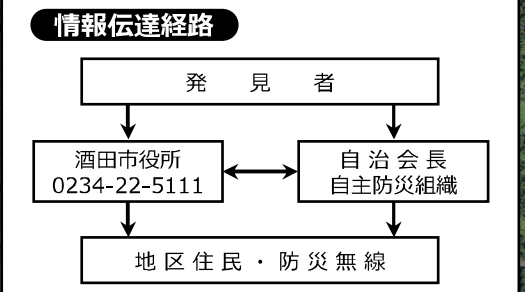 情報伝達経路
発見者
酒田市役所
0234-22-5111
自治会長
自主防災組織
地区住民・防災無線